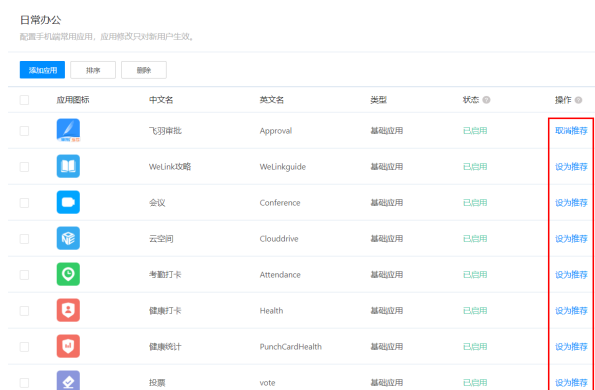 日常办公
配置手机端常用应用，应用修改只对新用户生效。
添加应用 排序 删除
应用图标 中文名 英文名 类型 状态 操作
飞羽审批 Approval 基础应用 已启用 取消推荐
WeLink攻略 WeLinkguide 基础应用 已启用 设为推荐
会议 Conference 基础应用 已启用 设为推荐
云空间 Clouddrive 基础应用 已启用 设为推荐
考勤打卡 Attendance 基础应用 已启用 设为推荐
健康打卡 Health 基础应用 已启用 设为推荐
健康统计 PunchCardHealth 基础应用 已启用 设为推荐
投票 vote 基础应用 已启用 设为推荐